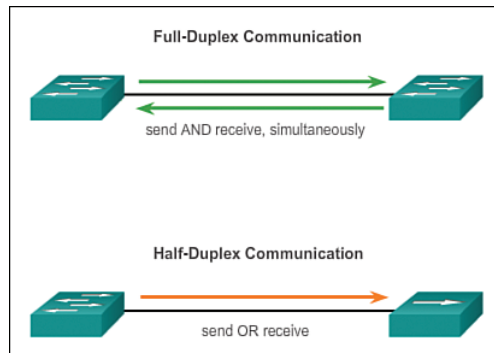 Full-Duplex Communication
send AND receive, simultaneously
Half-Duplex Communication
send OR receive